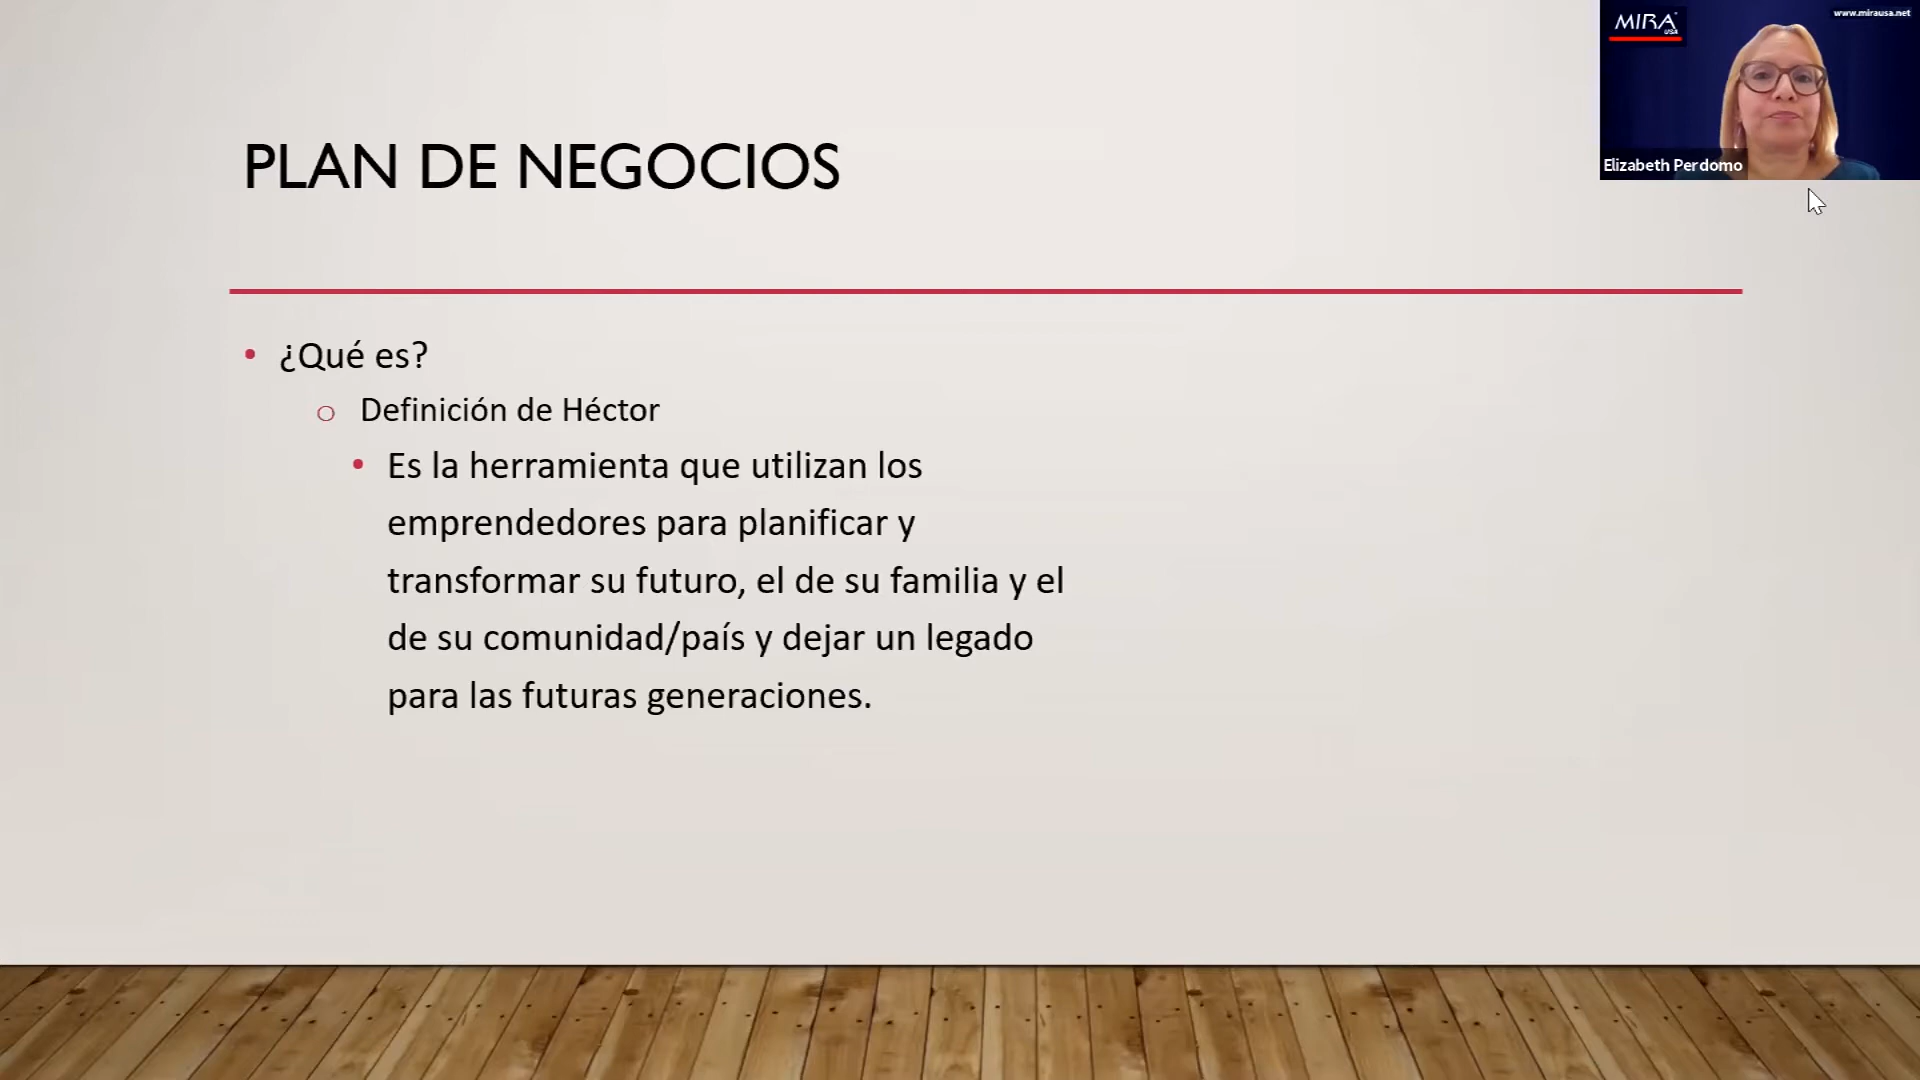 MIRA
USA
www.mirausa.net
Elizabeth Perdomo
PLAN DE NEGOCIOS
• ¿Qué es?
o Definición de Héctor
• Es la herramienta que utilizan los
emprendedores para planificar y
transformar su futuro, el de su familia y el
de su comunidad/país y dejar un legado
para las futuras generaciones.